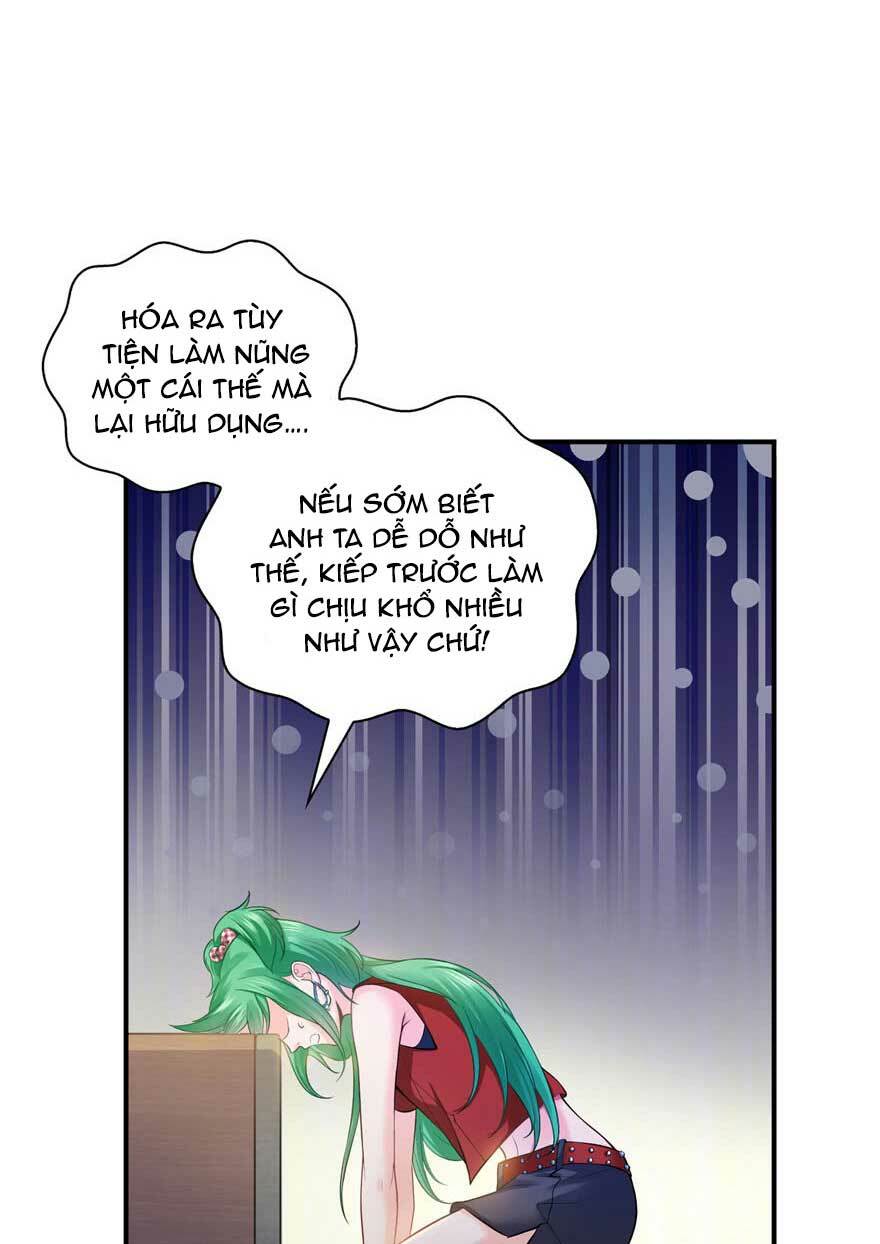 HÓA RA TÙY
TIỆN LÀM NŨNG
MỘT CÁI THẾ MÀ
LẠI HỮU DỤNG....
NẾU SỚM BIẾT
ANH TA DỄ DỖ NHƯ
THẾ, KIẾP TRƯỚC LÀM
GÌ CHỊU KHỔ NHIỀU
NHƯ VẬY CHỨ!